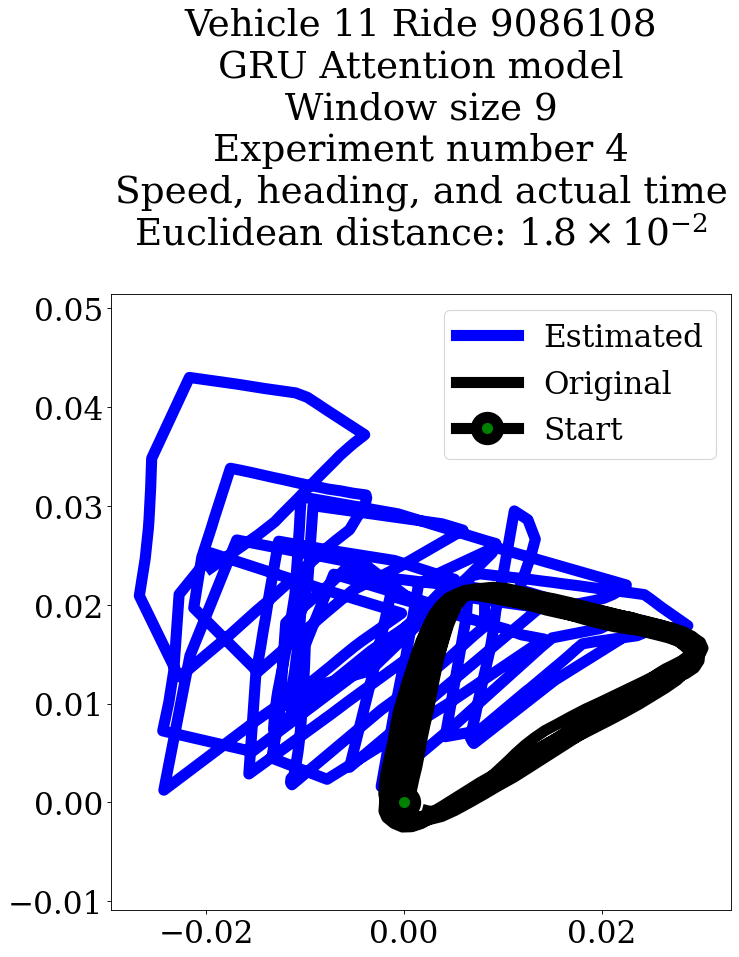 Vehicle 11 Ride 9086108
GRU Attention model
Window size 9
Experiment number 4
Speed, heading, and actual time
Euclidean distance: 1.8 × 10⁻²
0.05
Estimated
Original
Start
0.04
0.03
0.02
0.01
0.00
−0.01
−0.02
0.00
0.02